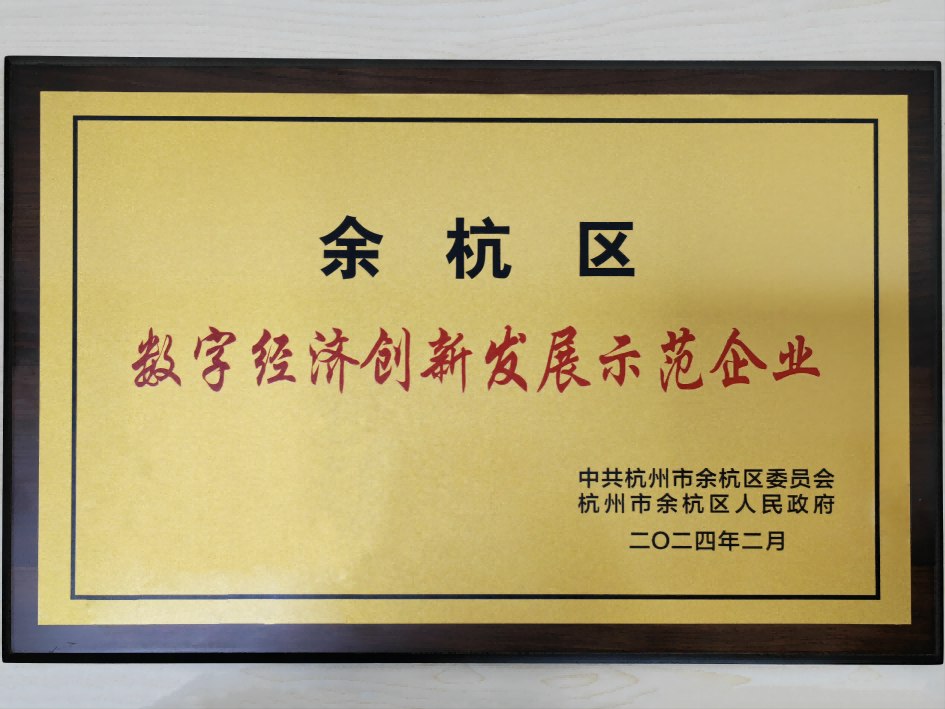 余杭区
数字经济创新发展示范企业
中共杭州市余杭区委员会
杭州市余杭区人民政府
二〇二四年二月